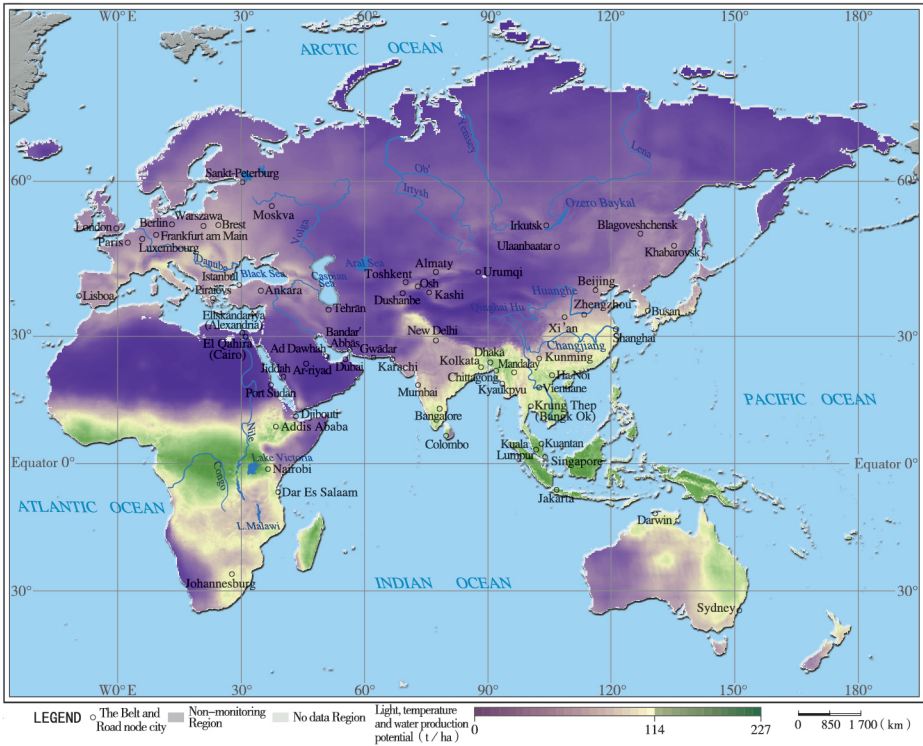 W0°E
30°
60°
90°
120°
150°
180°
ARCTIC OCEAN
Yenisey
Lena
Ob'
Irtysh
60°
60°
Sankt-Peterburg
Moskva
Volga
Ozero Baykal
Irkutsk
Blagoveshchensk
Ulaanbaatar
Khabarovsk
London
Berlin
Warszawa
Brest
Paris
Frankfurt am Main
Luxembourg
Danube
Istanbul
Black Sea
Caspian
Sea
Aral Sea
Almaty
Toshkent
Osh
Urumqi
Dushanbe
Kashi
Lisboa
Piraiévs
Ankara
Tehrān
Beijing
Huanghe
Zhengzhou
Qinghai Hu
Busan
Xi'an
Shanghai
Changjiang
30°
30°
Eliskandariya
(Alexandria)
El Qahira
(Cairo)
Bandar'
Abbās
Gwādar
New Delhi
Karachi
Ad Dawhah
Dubai
Jiddah
Ar-riyad
Port Sudan
Dhaka
Kolkata
Mandalay
Kunming
Chittagong
Ha Noi
Kyaukpyu
Vientiane
Mumbai
Krung Thep
(Bangk Ok)
Bangalore
Colombo
Djibouti
Addis Ababa
Nile
PACIFIC OCEAN
Kuala
Lumpur
Kuantan
Singapore
Lake Victoria
Equator 0°
Equator 0°
Nairobi
Congo
Dar Es Salaam
Jakarta
ATLANTIC OCEAN
L.Malawi
Darwin
INDIAN OCEAN
Johannesburg
30°
30°
Sydney
W0°E
30°
60°
90°
120°
150°
180°
LEGEND
The Belt and
Road node city
Non-monitoring
Region
No data Region
Light, temperature
and water production
potential (t / ha)
0
114
227
0 850 1 700 (km)